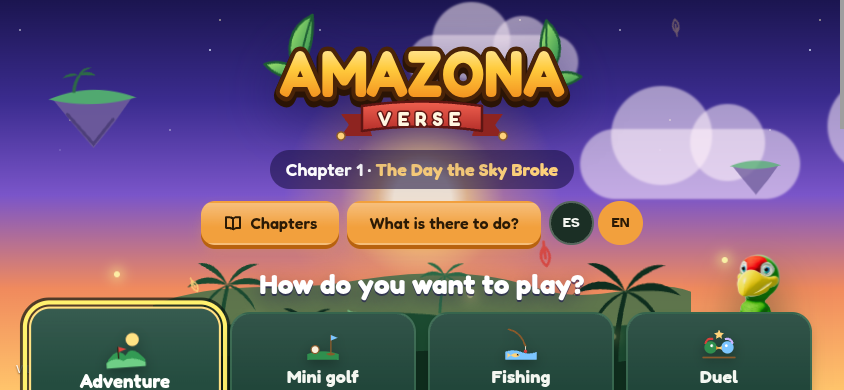 AMAZONA
VERSE
Chapter 1 · The Day the Sky Broke
Chapters
What is there to do?
ES
EN
How do you want to play?
Adventure
Mini golf
Fishing
Duel